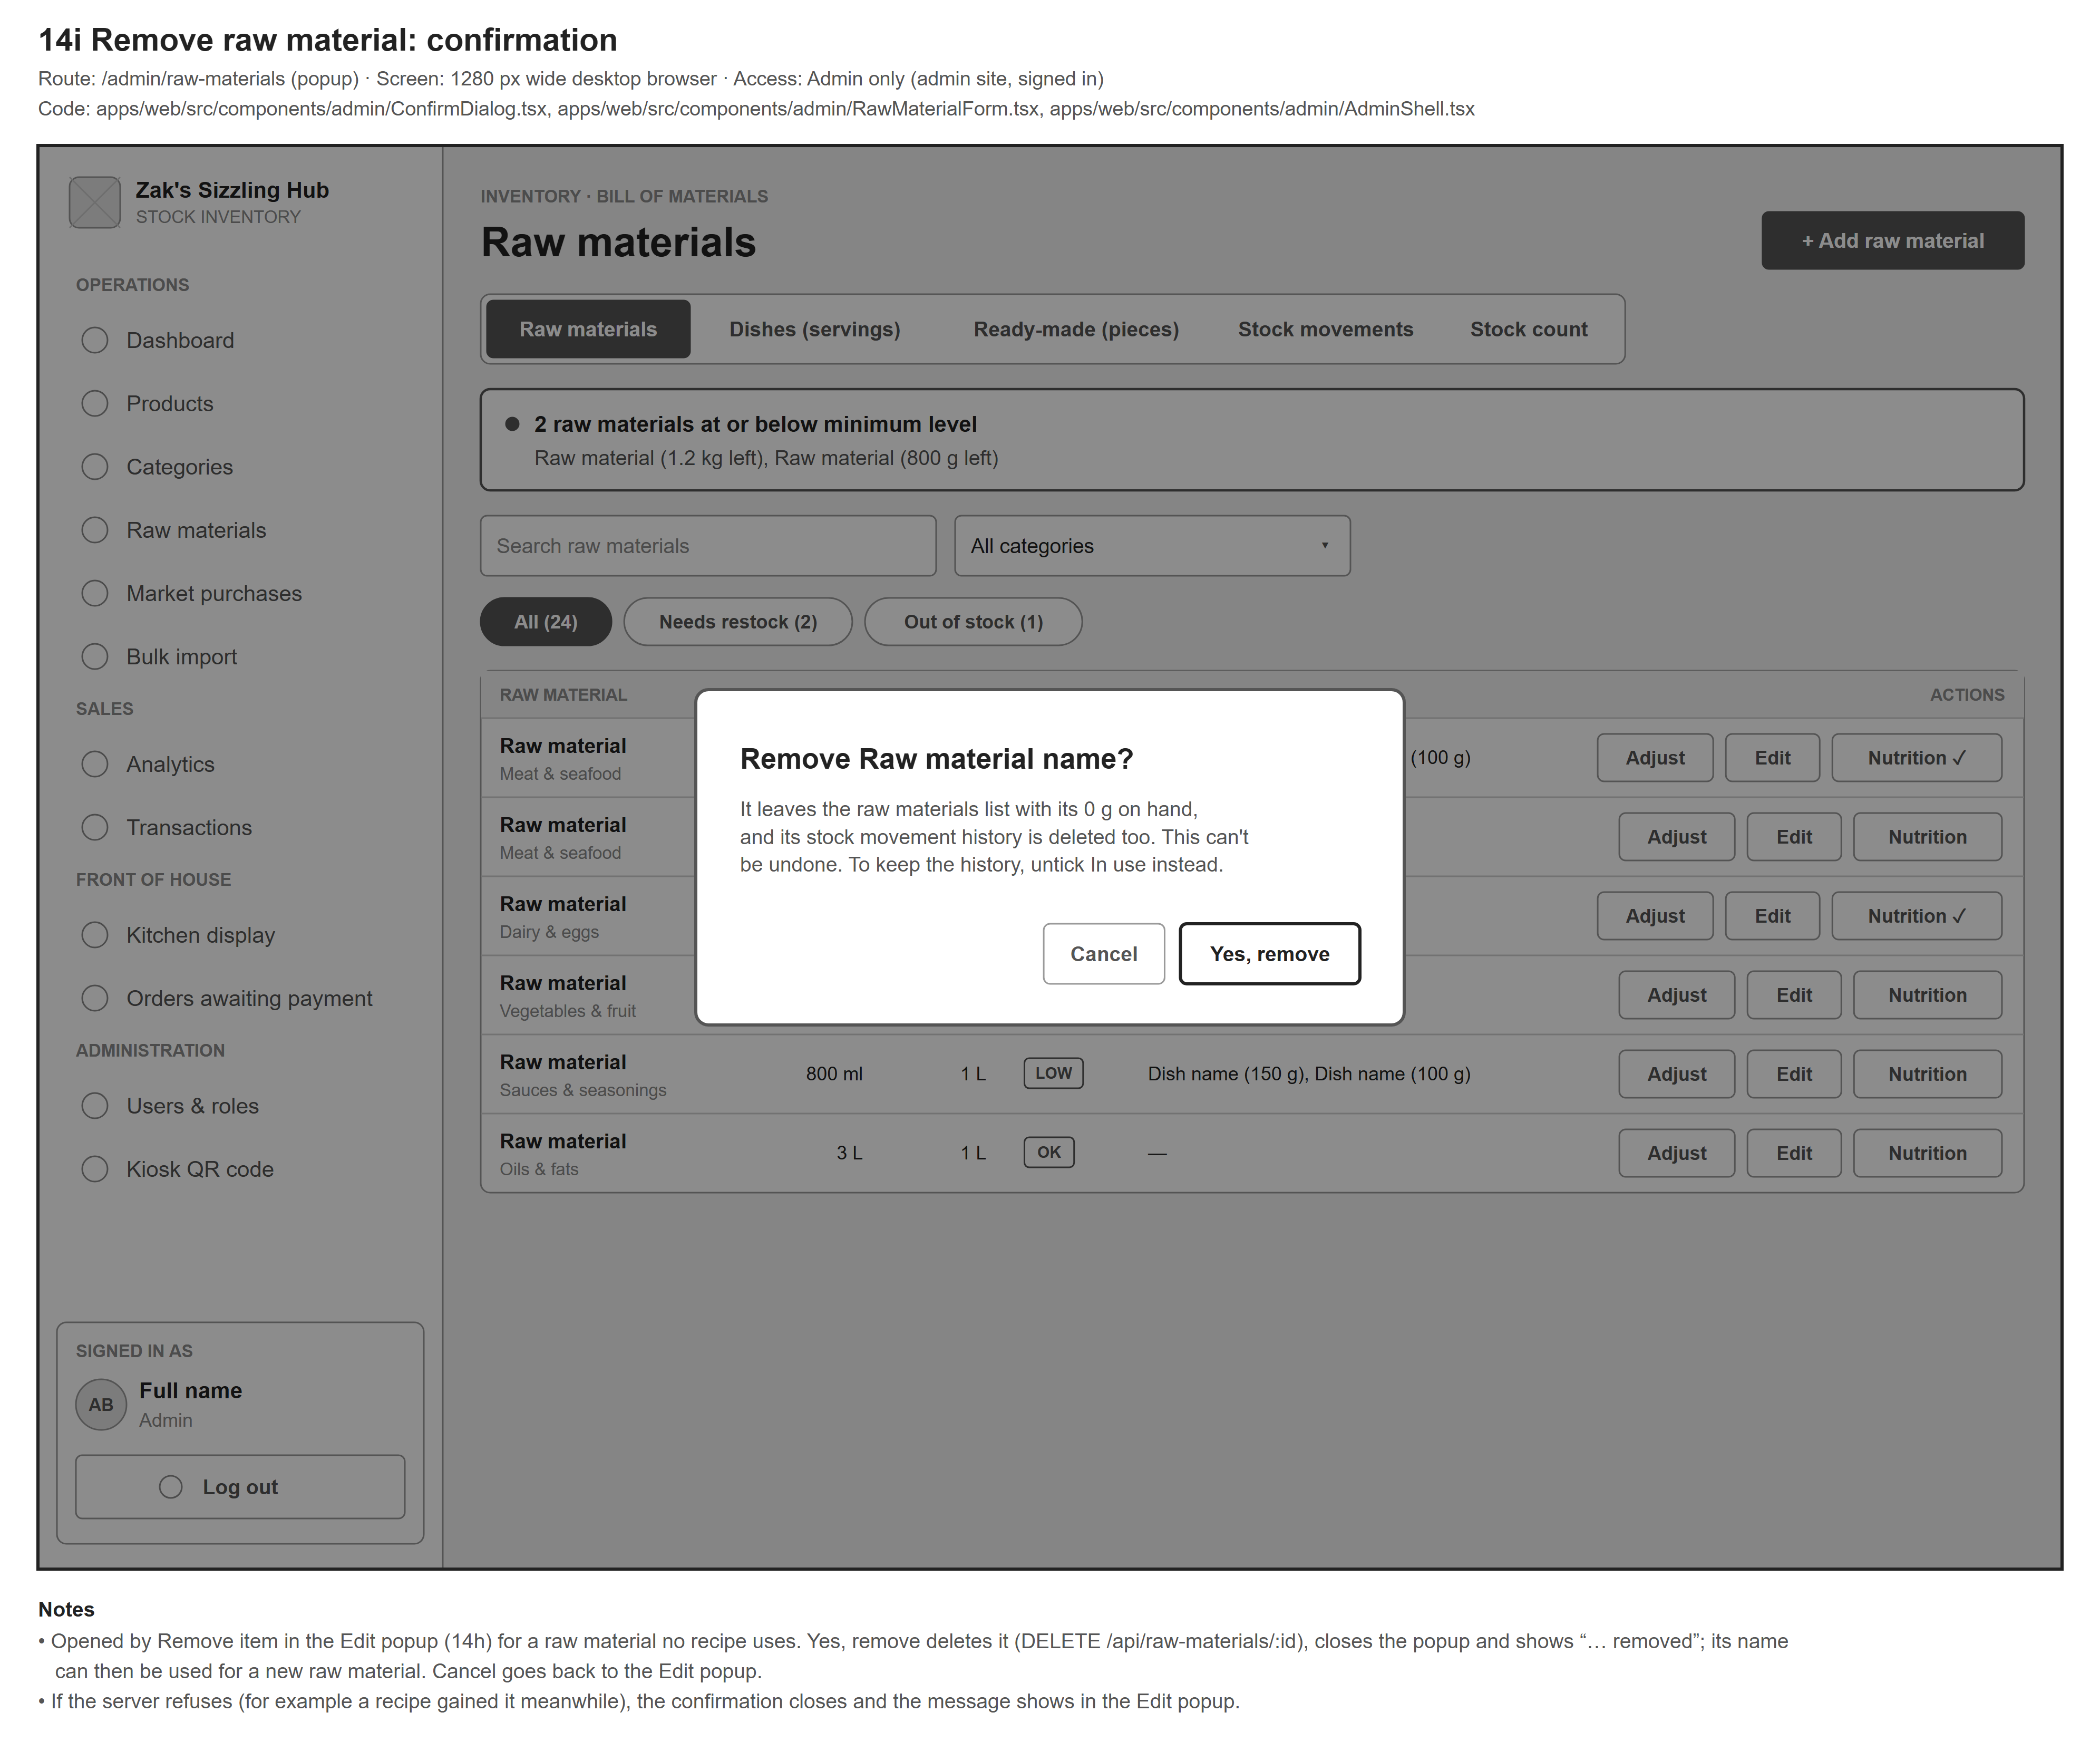 14i Remove raw material: confirmation
Route: /admin/raw-materials (popup) · Screen: 1280 px wide desktop browser · Access: Admin only (admin site, signed in)
Code: apps/web/src/components/admin/ConfirmDialog.tsx, apps/web/src/components/admin/RawMaterialForm.tsx, apps/web/src/components/admin/AdminShell.tsx
Zak's Sizzling Hub
STOCK INVENTORY
OPERATIONS
Dashboard
Products
Categories
Raw materials
Market purchases
Bulk import
SALES
Analytics
Transactions
FRONT OF HOUSE
Kitchen display
Orders awaiting payment
ADMINISTRATION
Users & roles
Kiosk QR code
SIGNED IN AS
AB
Full name
Admin
Log out
INVENTORY · BILL OF MATERIALS
Raw materials
+ Add raw material
Raw materials Dishes (servings) Ready-made (pieces) Stock movements Stock count
2 raw materials at or below minimum level
Raw material (1.2 kg left), Raw material (800 g left)
Search raw materials All categories
All (24) Needs restock (2) Out of stock (1)
RAW MATERIAL ACTIONS
Raw material (100 g) Adjust Edit Nutrition ✓
Meat & seafood
Raw material Adjust Edit Nutrition
Meat & seafood
Raw material Adjust Edit Nutrition ✓
Dairy & eggs
Raw material Adjust Edit Nutrition
Vegetables & fruit
Raw material 800 ml 1 L LOW Dish name (150 g), Dish name (100 g) Adjust Edit Nutrition
Sauces & seasonings
Raw material 3 L 1 L OK — Adjust Edit Nutrition
Oils & fats
Remove Raw material name?
It leaves the raw materials list with its 0 g on hand,
and its stock movement history is deleted too. This can't
be undone. To keep the history, untick In use instead.
Cancel Yes, remove
Notes
• Opened by Remove item in the Edit popup (14h) for a raw material no recipe uses. Yes, remove deletes it (DELETE /api/raw-materials/:id), closes the popup and shows “… removed”; its name
can then be used for a new raw material. Cancel goes back to the Edit popup.
• If the server refuses (for example a recipe gained it meanwhile), the confirmation closes and the message shows in the Edit popup.